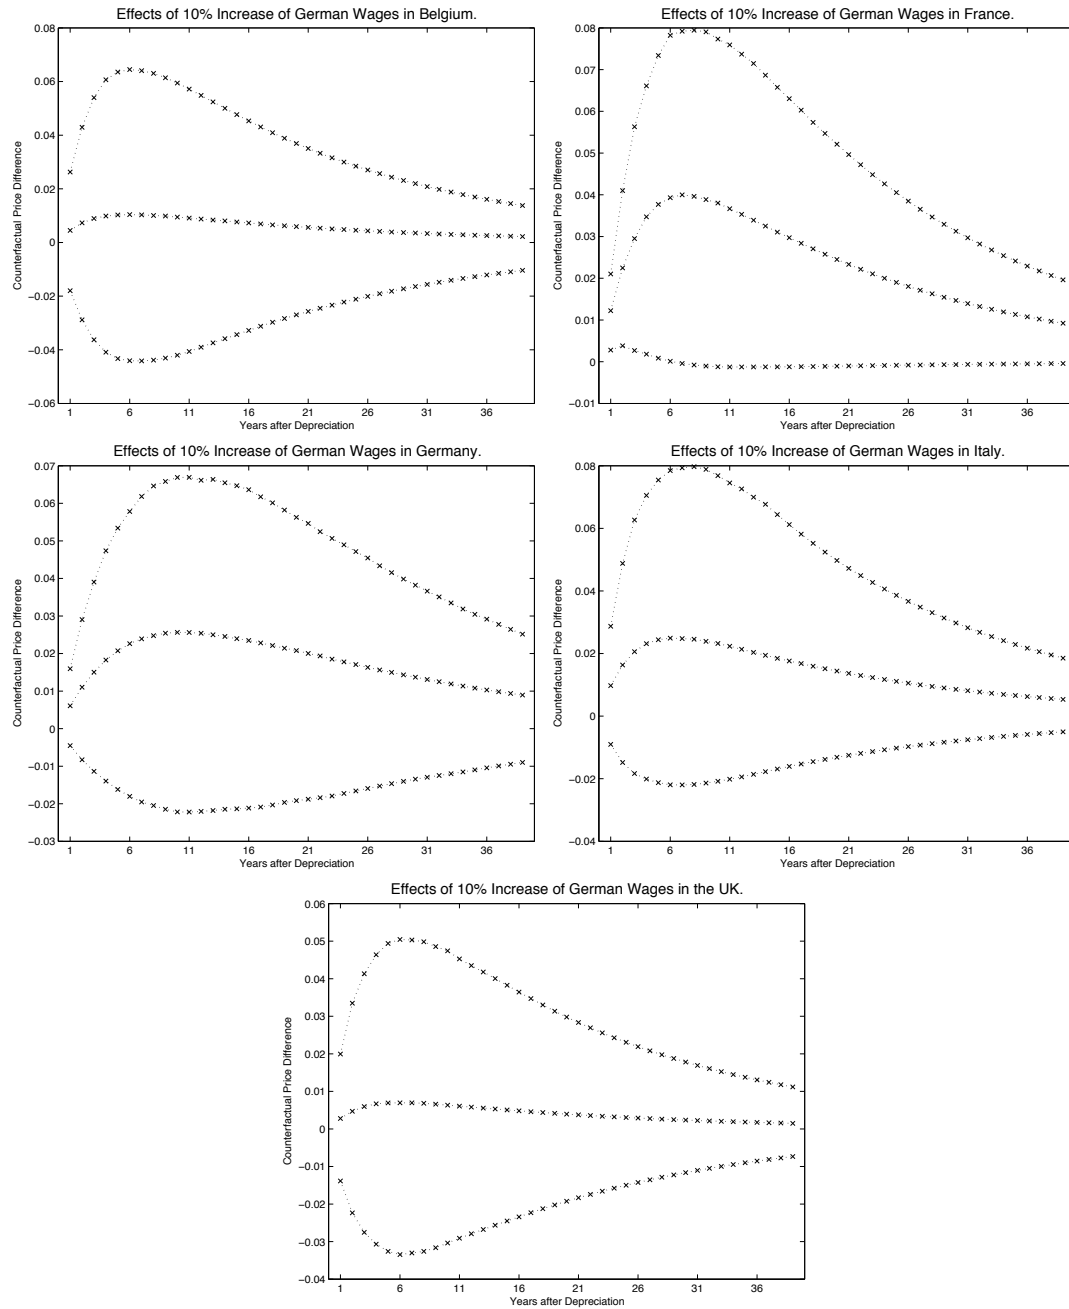 Effects of 10% Increase of German Wages in Belgium.
0.08
0.06
0.04
0.02
0
−0.02
−0.04
−0.06
Counterfactual Price Difference
1 6 11 16 21 26 31 36
Years after Depreciation
Effects of 10% Increase of German Wages in France.
0.08
0.07
0.06
0.05
0.04
0.03
0.02
0.01
0
−0.01
Counterfactual Price Difference
1 6 11 16 21 26 31 36
Years after Depreciation
Effects of 10% Increase of German Wages in Germany.
0.07
0.06
0.05
0.04
0.03
0.02
0.01
0
−0.01
−0.02
−0.03
Counterfactual Price Difference
1 6 11 16 21 26 31 36
Years after Depreciation
Effects of 10% Increase of German Wages in Italy.
0.08
0.06
0.04
0.02
0
−0.02
−0.04
Counterfactual Price Difference
1 6 11 16 21 26 31 36
Years after Depreciation
Effects of 10% Increase of German Wages in the UK.
0.06
0.05
0.04
0.03
0.02
0.01
0
−0.01
−0.02
−0.03
−0.04
Counterfactual Price Difference
1 6 11 16 21 26 31 36
Years after Depreciation